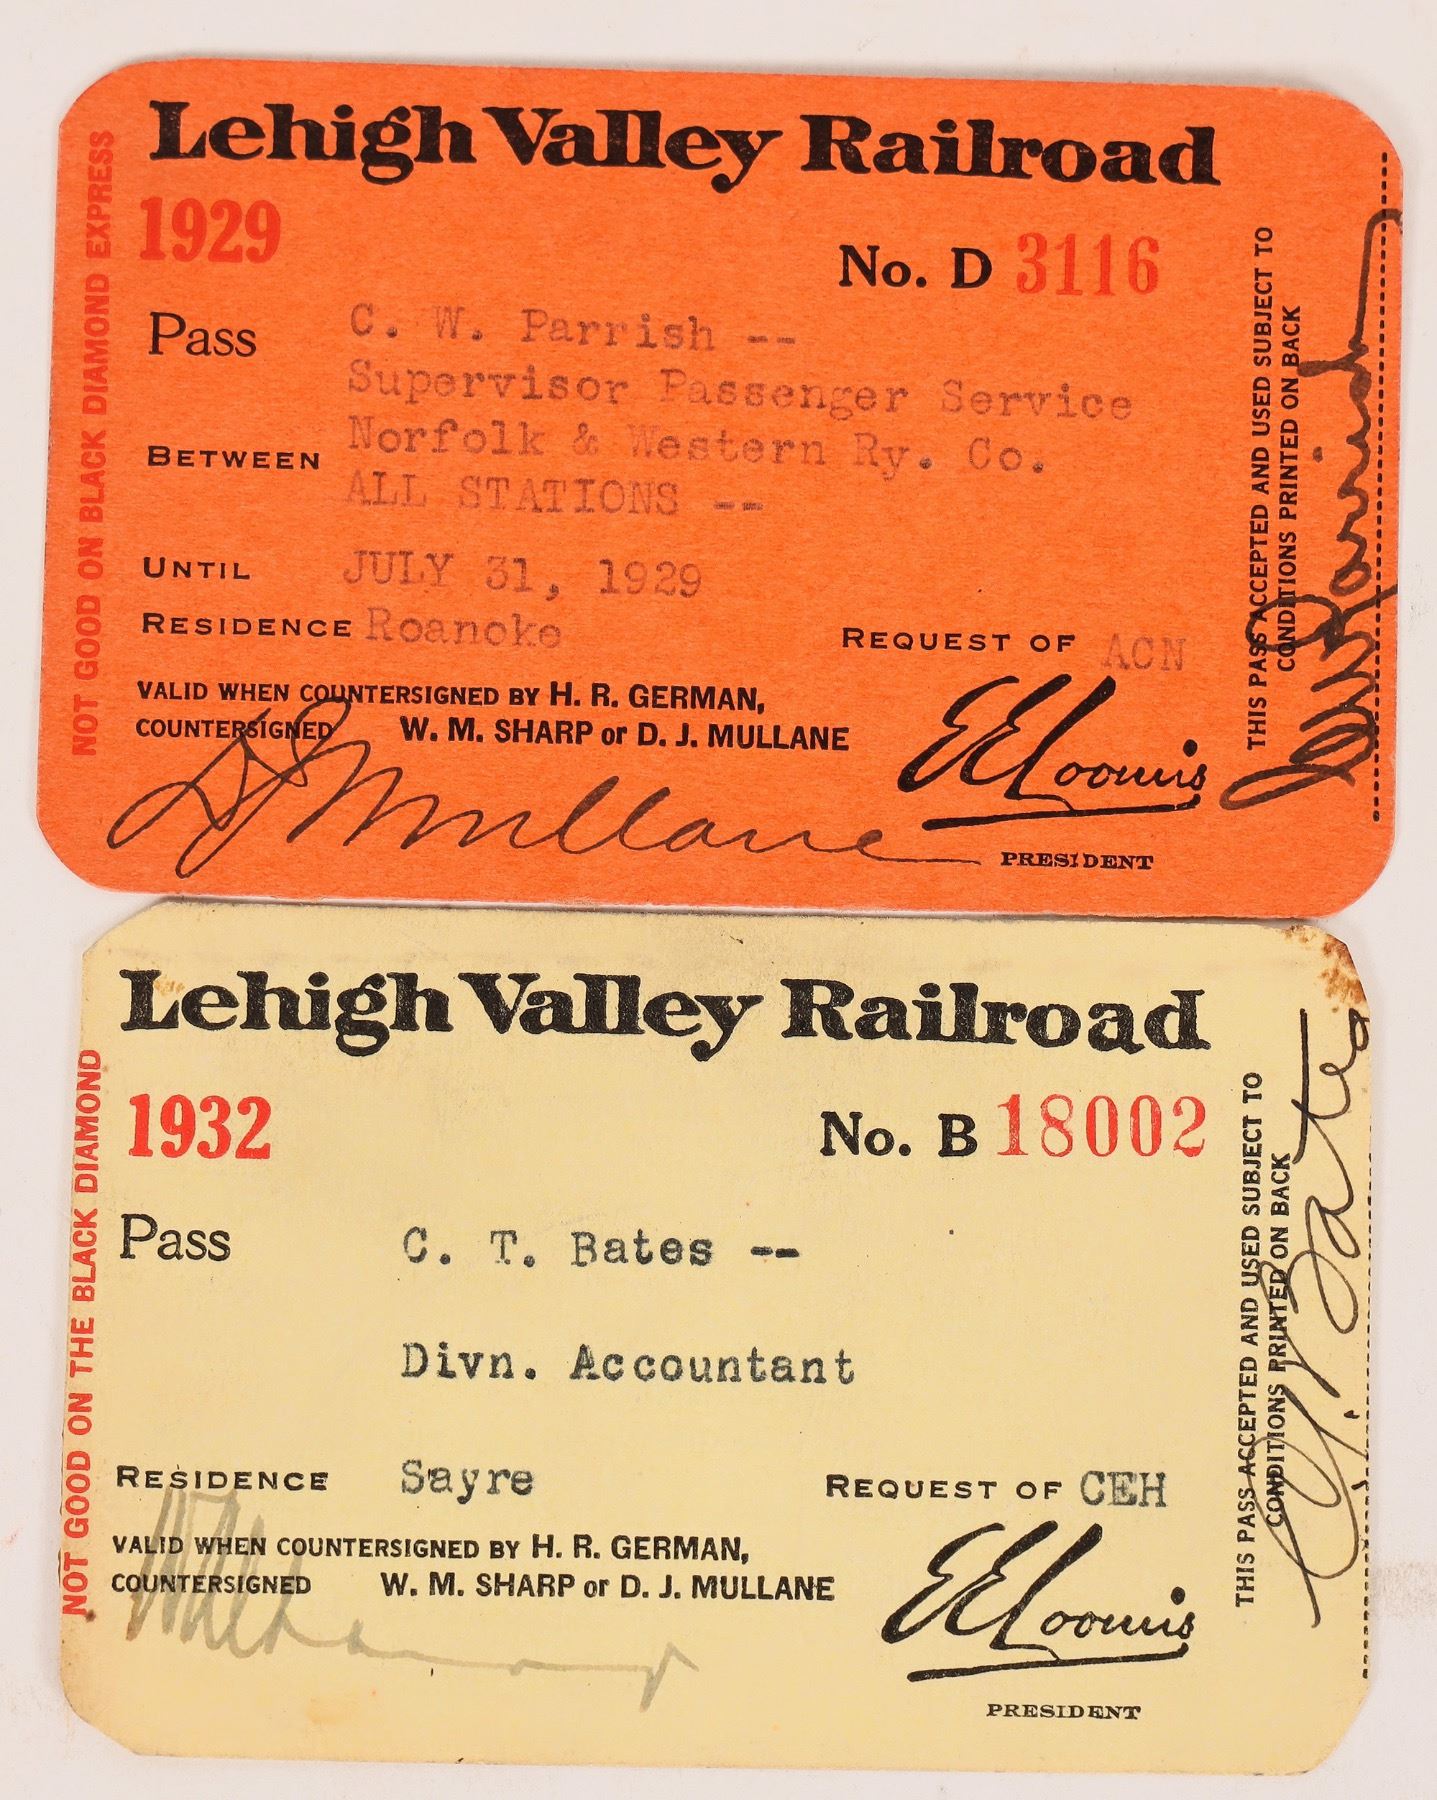 Lehigh Valley Railroad
NOT GOOD ON BLACK DIAMOND EXPRESS
1929
No. D 3116
Pass C. W. Parrish --
Supervisor Passenger Service
BETWEEN Norfolk & Western Ry. Co.
ALL STATIONS --
UNTIL JULY 31, 1929
RESIDENCE Roanoke
REQUEST OF ACN
VALID WHEN COUNTERSIGNED BY H. R. GERMAN,
COUNTERSIGNED W. M. SHARP or D. J. MULLANE
D J Mullane
E E Loomis
PRESIDENT
THIS PASS ACCEPTED AND USED SUBJECT TO
CONDITIONS PRINTED ON BACK
CW Parrish
Lehigh Valley Railroad
NOT GOOD ON THE BLACK DIAMOND
1932
No. B 18002
Pass C. T. Bates --
Divn. Accountant
RESIDENCE Sayre
REQUEST OF CEH
VALID WHEN COUNTERSIGNED BY H. R. GERMAN,
COUNTERSIGNED W. M. SHARP or D. J. MULLANE
E E Loomis
PRESIDENT
THIS PASS ACCEPTED AND USED SUBJECT TO
CONDITIONS PRINTED ON BACK
C. T. Bates